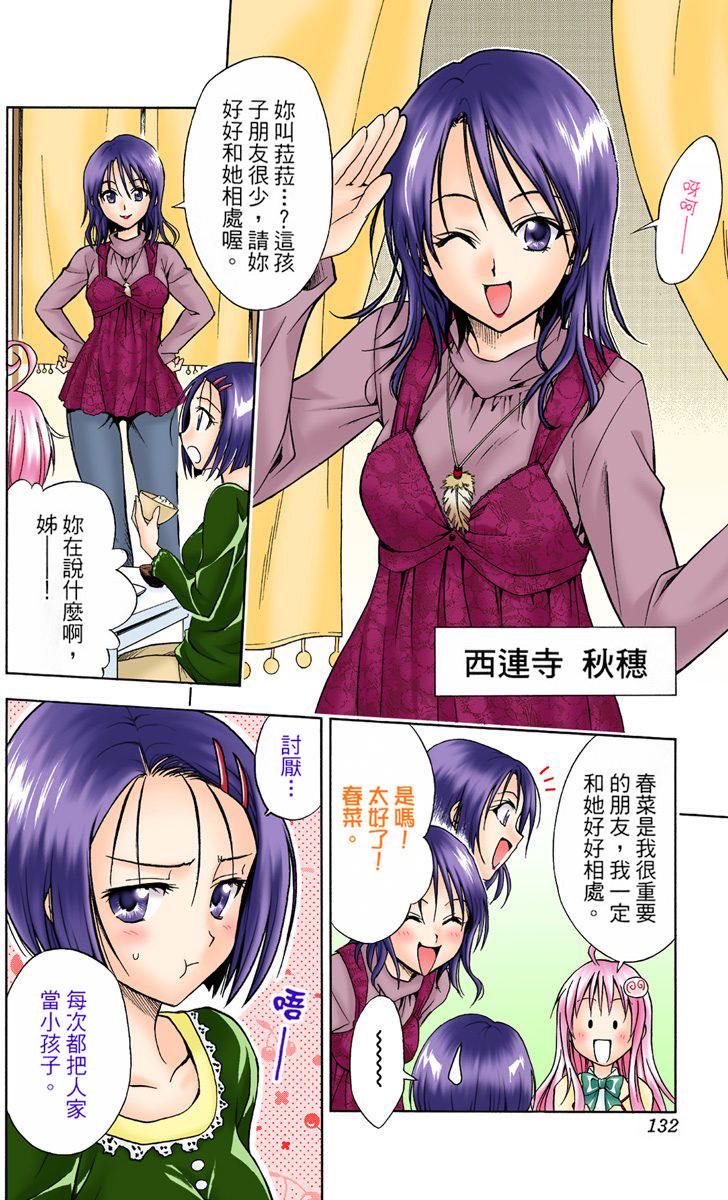 呀呵──
西連寺 秋穗
妳叫菈菈…？這孩
子朋友很少，請妳
好好和她相處喔。
妳在說什麼啊，
姊──！
春菜是我很重要
的朋友，我一定
和她好好相處。
是嗎！
太好了！
春菜。
討厭…
唔──
每次都把人家
當小孩子。
132